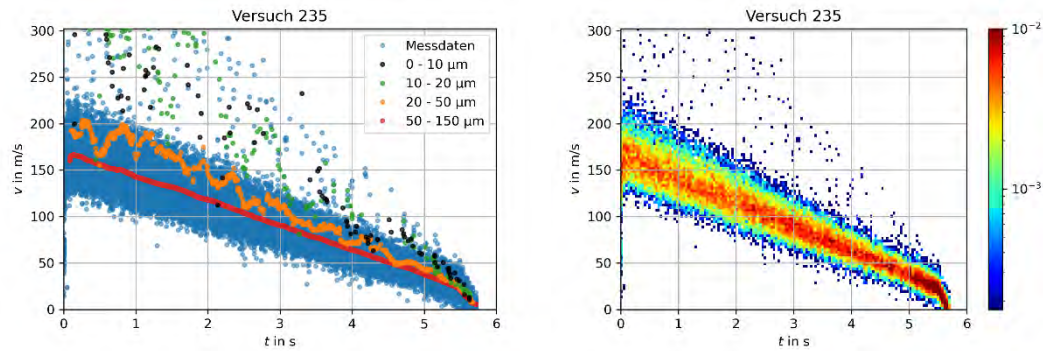 Versuch 235
300
250
200
150
100
50
0
v in m/s
0 1 2 3 4 5 6
t in s
Messdaten
0 - 10 µm
10 - 20 µm
20 - 50 µm
50 - 150 µm
Versuch 235
300
250
200
150
100
50
0
v in m/s
0 1 2 3 4 5 6
t in s
10⁻²
10⁻³